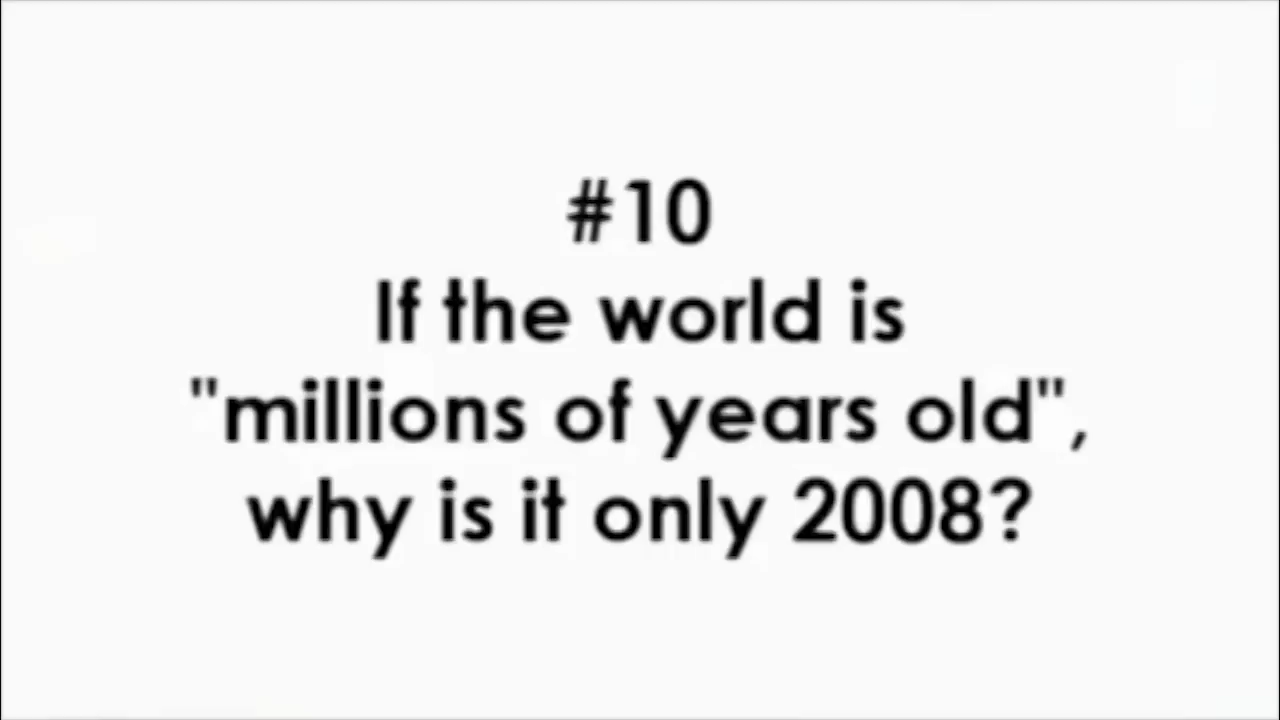 #10
If the world is
"millions of years old",
why is it only 2008?